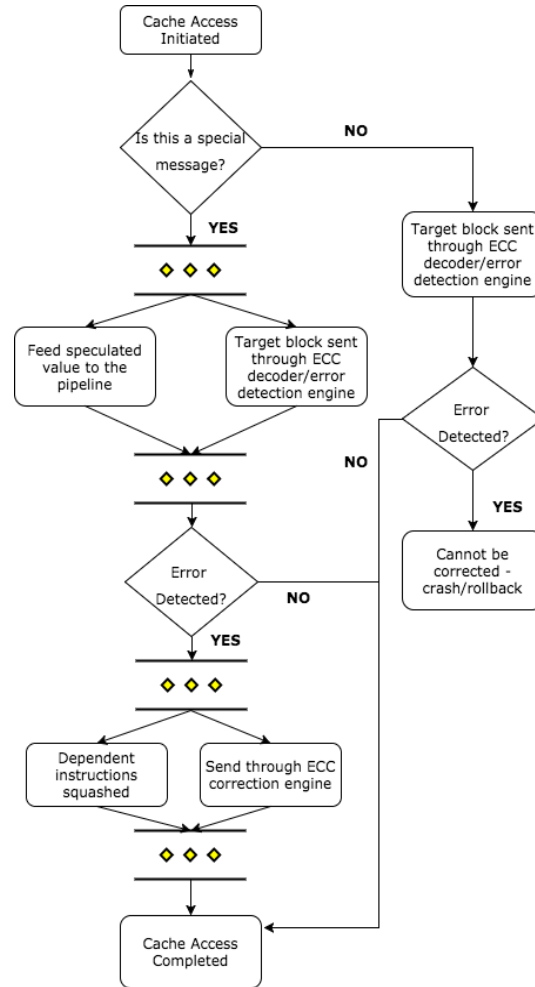 Cache Access
Initiated
Is this a special
message?
NO
YES
Target block sent
through ECC
decoder/error
detection engine
Feed speculated
value to the
pipeline
Target block sent
through ECC
decoder/error
detection engine
Error
Detected?
NO
YES
Cannot be
corrected -
crash/rollback
Error
Detected?
NO
YES
Dependent
instructions
squashed
Send through ECC
correction engine
Cache Access
Completed